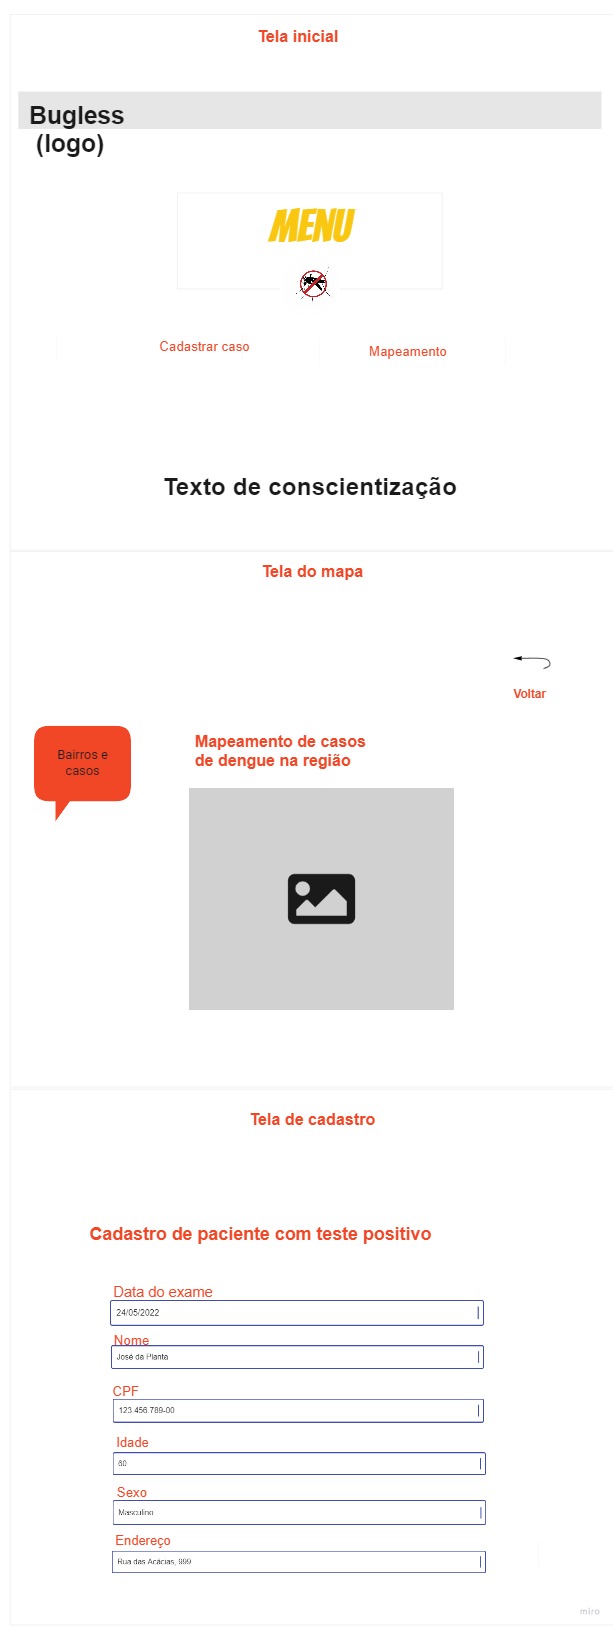 Tela inicial
Bugless
(logo)
MENU
Cadastrar caso
Mapeamento
Texto de conscientização
Tela do mapa
Voltar
Bairros e
casos
Mapeamento de casos
de dengue na região
Tela de cadastro
Cadastro de paciente com teste positivo
Data do exame
24/05/2022
Nome
José da Planta
CPF
123.456.789-00
Idade
60
Sexo
Masculino
Endereço
Rua das Acácias, 999
miro